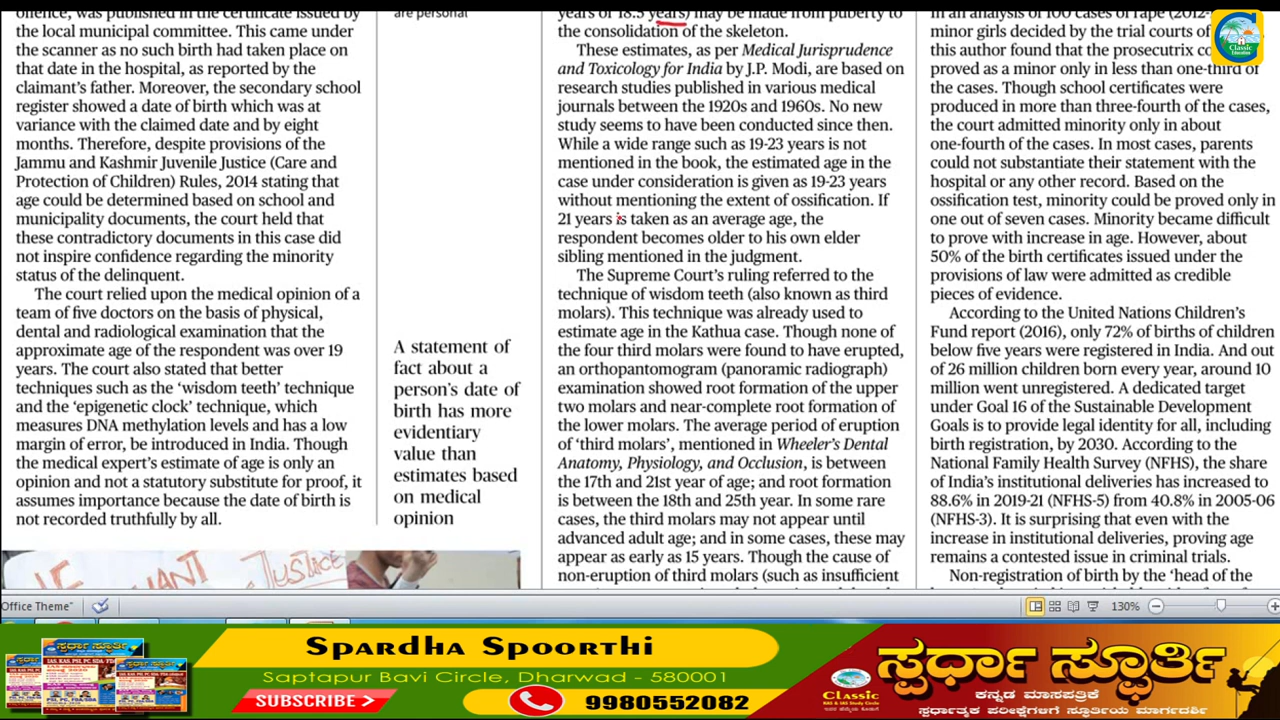 offence, was published in the certificate issued by
the local municipal committee. This came under
the scanner as no such birth had taken place on
that date in the hospital, as reported by the
claimant's father. Moreover, the secondary school
register showed a date of birth which was at
variance with the claimed date and by eight
months. Therefore, despite provisions of the
Jammu and Kashmir Juvenile Justice (Care and
Protection of Children) Rules, 2014 stating that
age could be determined based on school and
municipality documents, the court held that
these contradictory documents in this case did
not inspire confidence regarding the minority
status of the delinquent.
The court relied upon the medical opinion of a
team of five doctors on the basis of physical,
dental and radiological examination that the
approximate age of the respondent was over 19
years. The court also stated that better
techniques such as the 'wisdom teeth' technique
and the 'epigenetic clock' technique, which
measures DNA methylation levels and has a low
margin of error, be introduced in India. Though
the medical expert's estimate of age is only an
opinion and not a statutory substitute for proof, it
assumes importance because the date of birth is
not recorded truthfully by all.
are personal
A statement of
fact about a
person's date of
birth has more
evidentiary
value than
estimates based
on medical
opinion
JUSTICE
years or 18.5 years) may be made from puberty to
the consolidation of the skeleton.
These estimates, as per Medical Jurisprudence
and Toxicology for India by J.P. Modi, are based on
research studies published in various medical
journals between the 1920s and 1960s. No new
study seems to have been conducted since then.
While a wide range such as 19-23 years is not
mentioned in the book, the estimated age in the
case under consideration is given as 19-23 years
without mentioning the extent of ossification. If
21 years is taken as an average age, the
respondent becomes older to his own elder
sibling mentioned in the judgment.
The Supreme Court's ruling referred to the
technique of wisdom teeth (also known as third
molars). This technique was already used to
estimate age in the Kathua case. Though none of
the four third molars were found to have erupted,
an orthopantomogram (panoramic radiograph)
examination showed root formation of the upper
two molars and near-complete root formation of
the lower molars. The average period of eruption
of 'third molars', mentioned in Wheeler's Dental
Anatomy, Physiology, and Occlusion, is between
the 17th and 21st year of age; and root formation
is between the 18th and 25th year. In some rare
cases, the third molars may not appear until
advanced adult age; and in some cases, these may
appear as early as 15 years. Though the cause of
non-eruption of third molars (such as insufficient
in an analysis of 100 cases of rape (2012-
minor girls decided by the trial courts of
this author found that the prosecutrix
proved as a minor only in less than one-third of
the cases. Though school certificates were
produced in more than three-fourth of the cases,
the court admitted minority only in about
one-fourth of the cases. In most cases, parents
could not substantiate their statement with the
hospital or any other record. Based on the
ossification test, minority could be proved only in
one out of seven cases. Minority became difficult
to prove with increase in age. However, about
50% of the birth certificates issued under the
provisions of law were admitted as credible
pieces of evidence.
According to the United Nations Children's
Fund report (2016), only 72% of births of children
below five years were registered in India. And out
of 26 million children born every year, around 10
million went unregistered. A dedicated target
under Goal 16 of the Sustainable Development
Goals is to provide legal identity for all, including
birth registration, by 2030. According to the
National Family Health Survey (NFHS), the share
of India's institutional deliveries has increased to
88.6% in 2019-21 (NFHS-5) from 40.8% in 2005-06
(NFHS-3). It is surprising that even with the
increase in institutional deliveries, proving age
remains a contested issue in criminal trials.
Non-registration of birth by the 'head of the
Classic
Education
Office Theme"
130%
Spardha Spoorthi
Saptapur Bavi Circle, Dharwad - 580001
SUBSCRIBE
9980552082
Classic
ಸ್ಪರ್ಧಾ ಸ್ಫೂರ್ತಿ
ಕನ್ನಡ ಮಾಸಪತ್ರಿಕೆ
ಸ್ಪರ್ಧಾತ್ಮಕ ಪರೀಕ್ಷೆಗಳಿಗೆ ಸ್ಫೂರ್ತಿಯ ಮಾರ್ಗದರ್ಶಿ